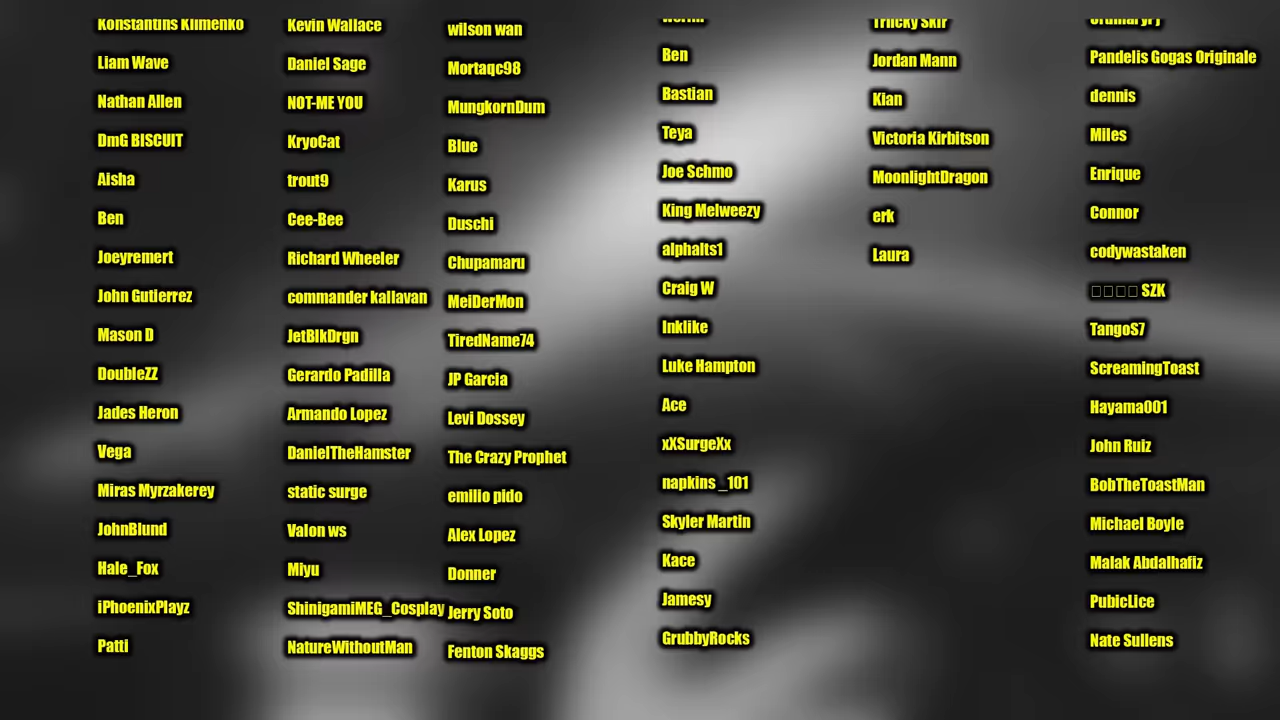 Konstantins Klimenko
Liam Wave
Nathan Allen
DmG BISCUIT
Aisha
Ben
Joeyremert
John Gutierrez
Mason D
DoubleZZ
Jades Heron
Vega
Miras Myrzakerey
JohnBlund
Hale_Fox
iPhoenixPlayz
Patti
Kevin Wallace
Daniel Sage
NOT-ME YOU
KryoCat
trout9
Cee-Bee
Richard Wheeler
commander kallavan
JetBlkDrgn
Gerardo Padilla
Armando Lopez
DanielTheHamster
static surge
Valon ws
Miyu
ShinigamiMEG_Cosplay
NatureWithoutMan
wilson wan
Mortaqc98
MungkornDum
Blue
Karus
Duschi
Chupamaru
MeiDerMon
TiredName74
JP Garcia
Levi Dossey
The Crazy Prophet
emilio pido
Alex Lopez
Donner
Jerry Soto
Fenton Skaggs
Ben
Bastian
Teya
Joe Schmo
King Melweezy
alphalts1
Craig W
Inklike
Luke Hampton
Ace
xXSurgeXx
napkins _101
Skyler Martin
Kace
Jamesy
GrubbyRocks
Jordan Mann
Kian
Victoria Kirbitson
MoonlightDragon
erk
Laura
Pandelis Gogas Originale
dennis
Miles
Enrique
Connor
codywastaken
SZK
TangoS7
ScreamingToast
Hayama001
John Ruiz
BobTheToastMan
Michael Boyle
Malak Abdalhafiz
PubicLice
Nate Sullens